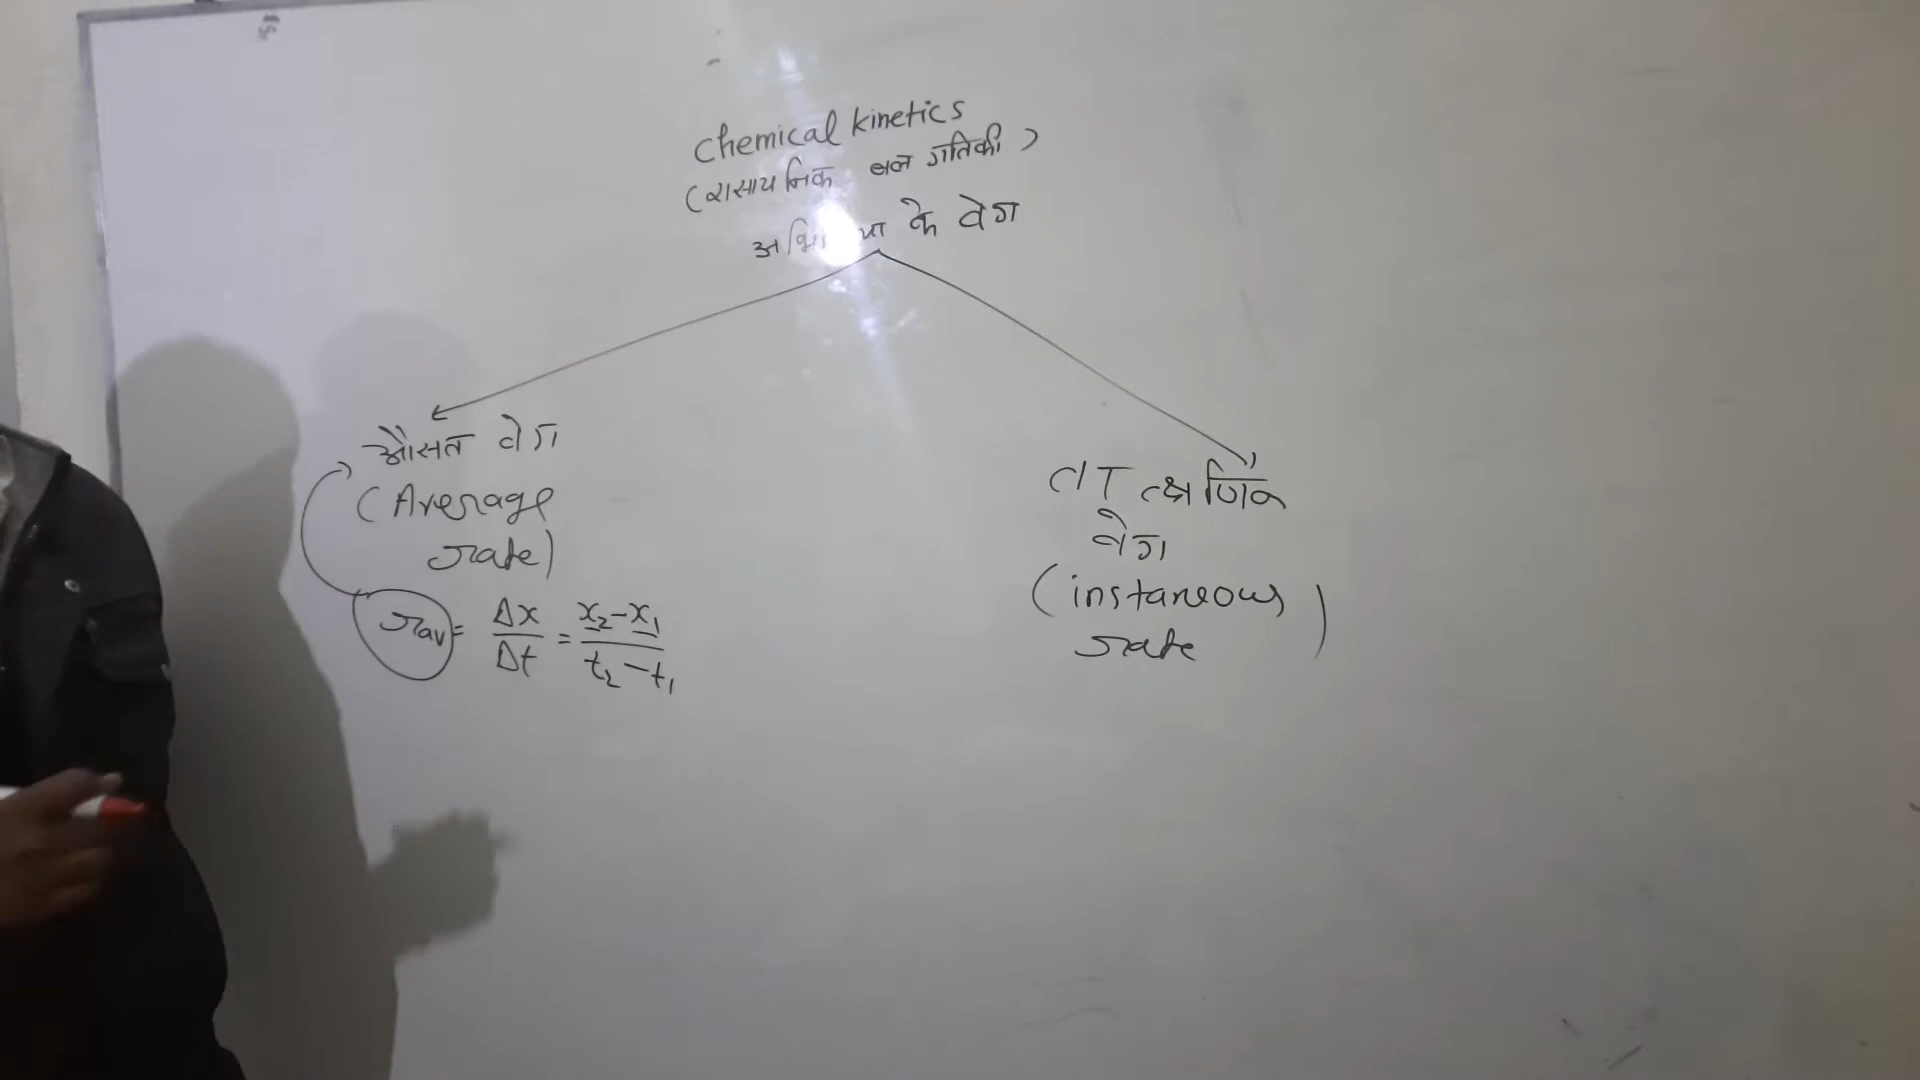 chemical kinetics
(रासायनिक बल गतिकी)
के वेग
औसत वेग
(Average
rate)
rav = Δx/Δt = x2-x1/t2-t1
तात्क्षणिक
वेग
(instaneous
rate)